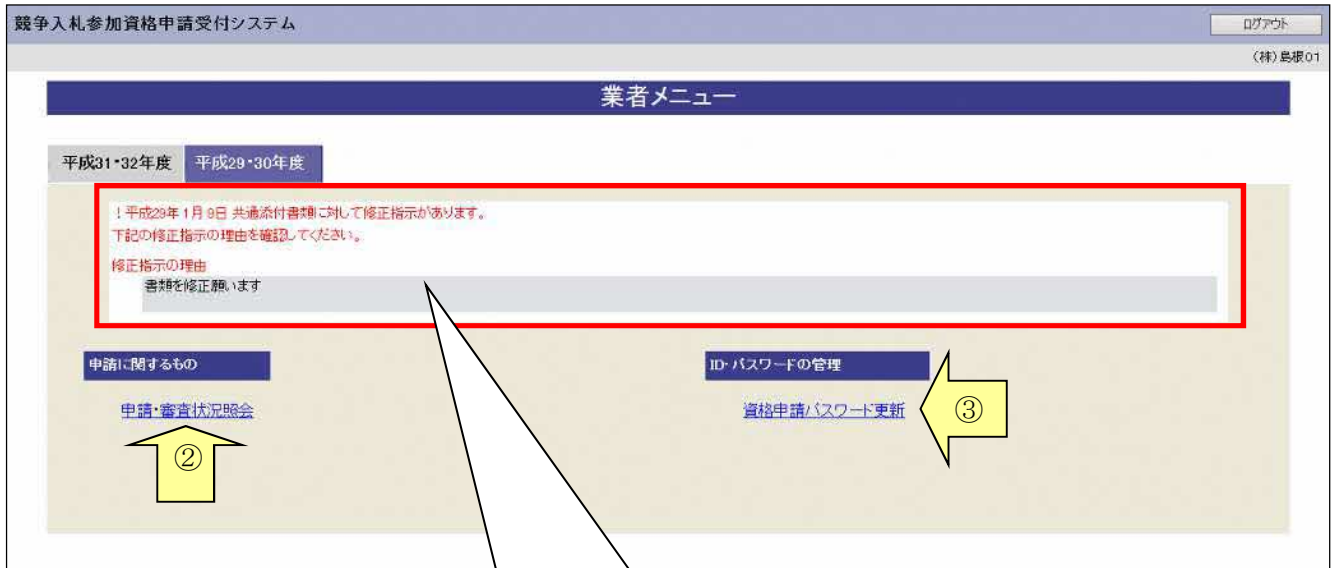 競争入札参加資格申請受付システム
ログアウト
(株)島根01
業者メニュー
平成31・32年度 平成29・30年度
！平成29年1月9日 共通添付書類に対して修正指示があります。
下記の修正指示の理由を確認してください。
修正指示の理由
書類を修正願います
申請に関するもの
ID・パスワードの管理
申請・審査状況照会
資格申請パスワード更新
②
③